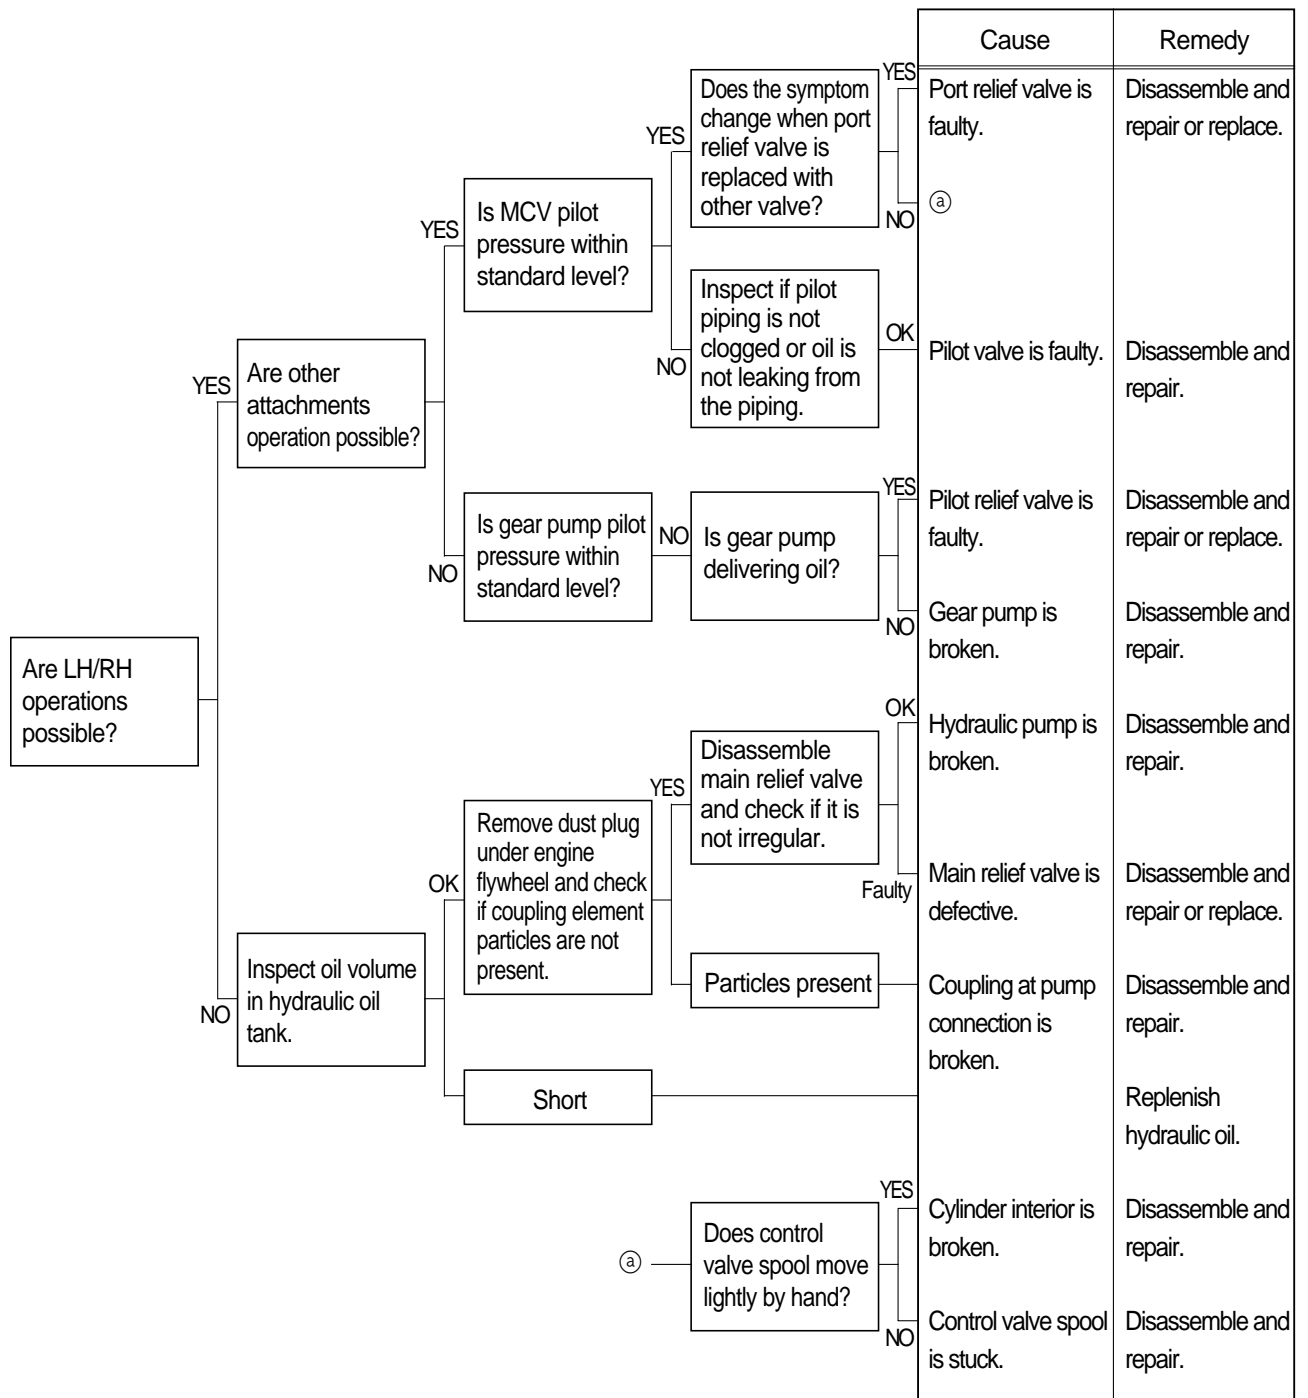 Cause
Remedy
YES
Does the symptom
change when port
relief valve is
replaced with
other valve?
YES
NO
Port relief valve is
faulty.
Disassemble and
repair or replace.
ⓐ
YES
Is MCV pilot
pressure within
standard level?
NO
Inspect if pilot
piping is not
clogged or oil is
not leaking from
the piping.
OK
Pilot valve is faulty.
Disassemble and
repair.
YES
Are other
attachments
operation possible?
NO
Is gear pump pilot
pressure within
standard level?
NO
Is gear pump
delivering oil?
YES
Pilot relief valve is
faulty.
Disassemble and
repair or replace.
NO
Gear pump is
broken.
Disassemble and
repair.
Are LH/RH
operations
possible?
NO
Inspect oil volume
in hydraulic oil
tank.
OK
Remove dust plug
under engine
flywheel and check
if coupling element
particles are not
present.
YES
Disassemble
main relief valve
and check if it is
not irregular.
OK
Hydraulic pump is
broken.
Disassemble and
repair.
Faulty
Main relief valve is
defective.
Disassemble and
repair or replace.
Particles present
Coupling at pump
connection is
broken.
Disassemble and
repair.
Short
Replenish
hydraulic oil.
ⓐ
Does control
valve spool move
lightly by hand?
YES
Cylinder interior is
broken.
Disassemble and
repair.
NO
Control valve spool
is stuck.
Disassemble and
repair.